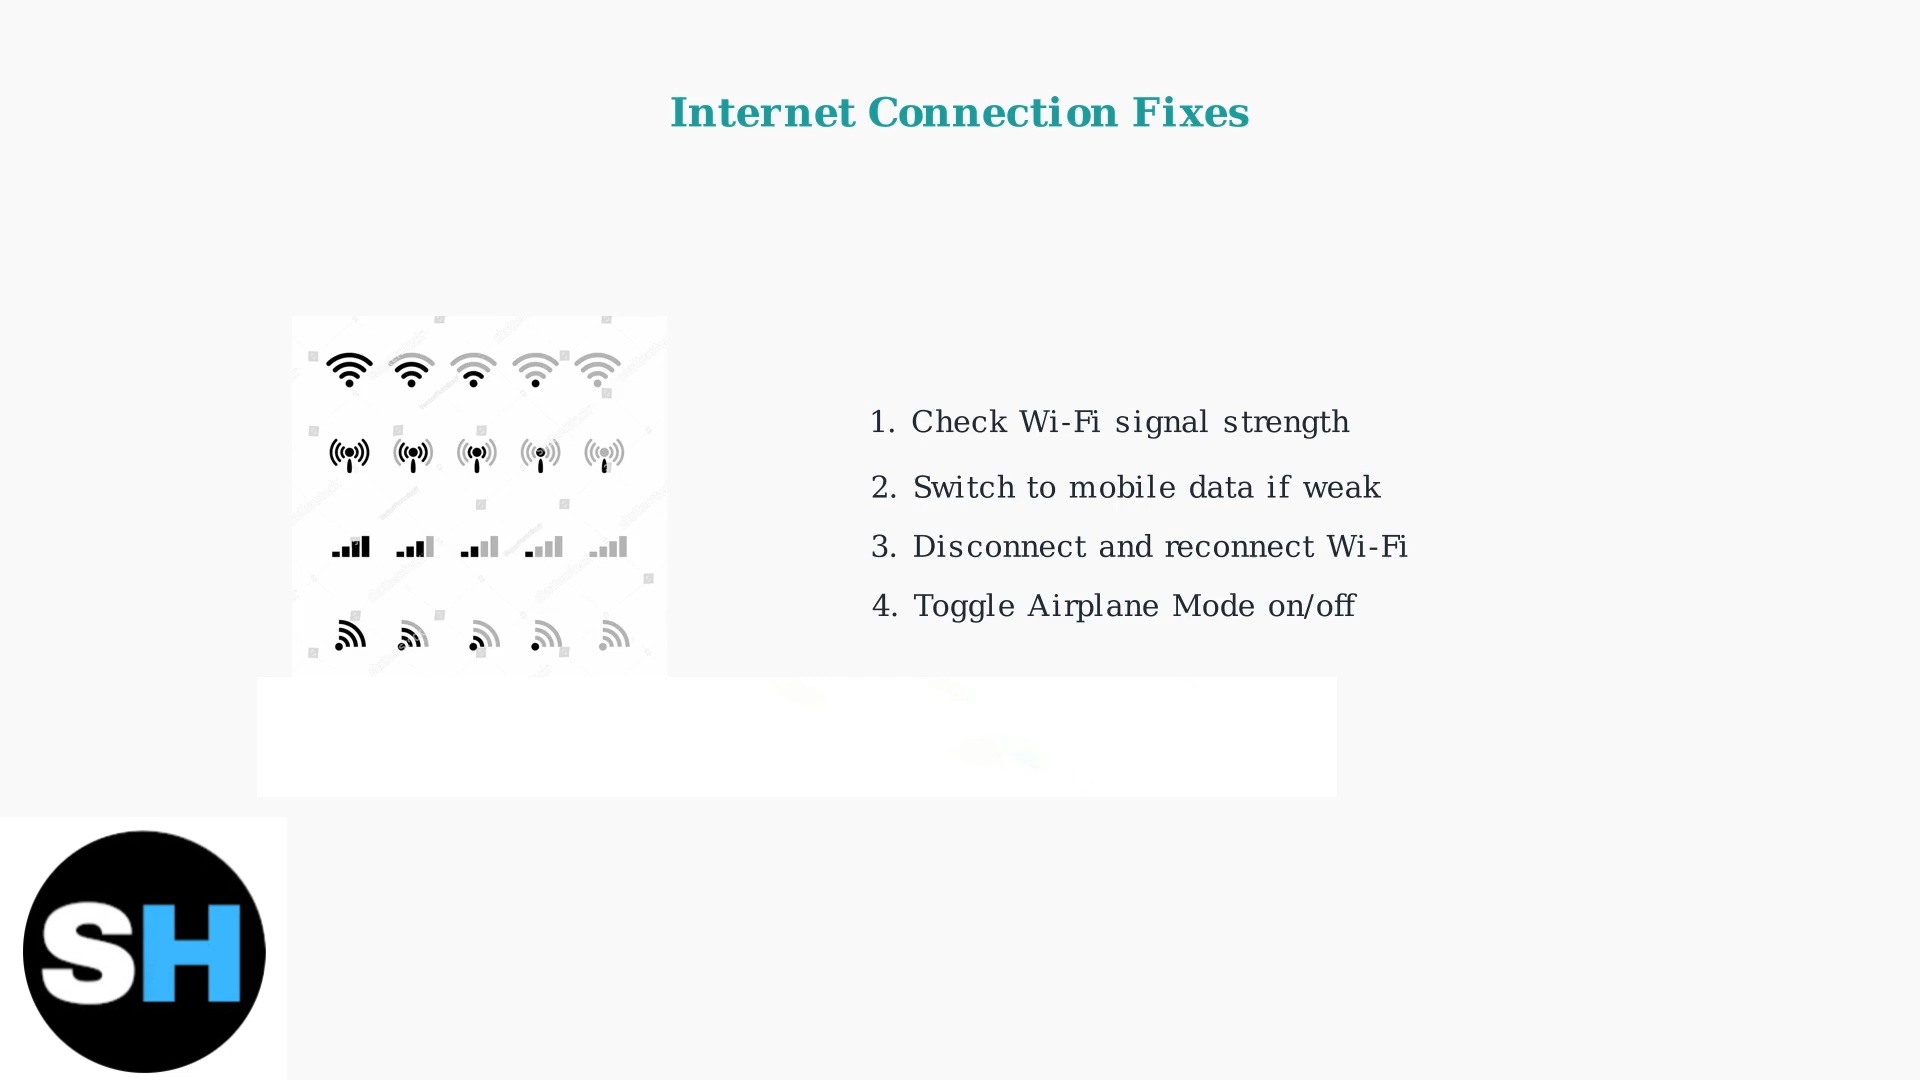 Internet Connection Fixes
1. Check Wi-Fi signal strength
2. Switch to mobile data if weak
3. Disconnect and reconnect Wi-Fi
4. Toggle Airplane Mode on/off
SH